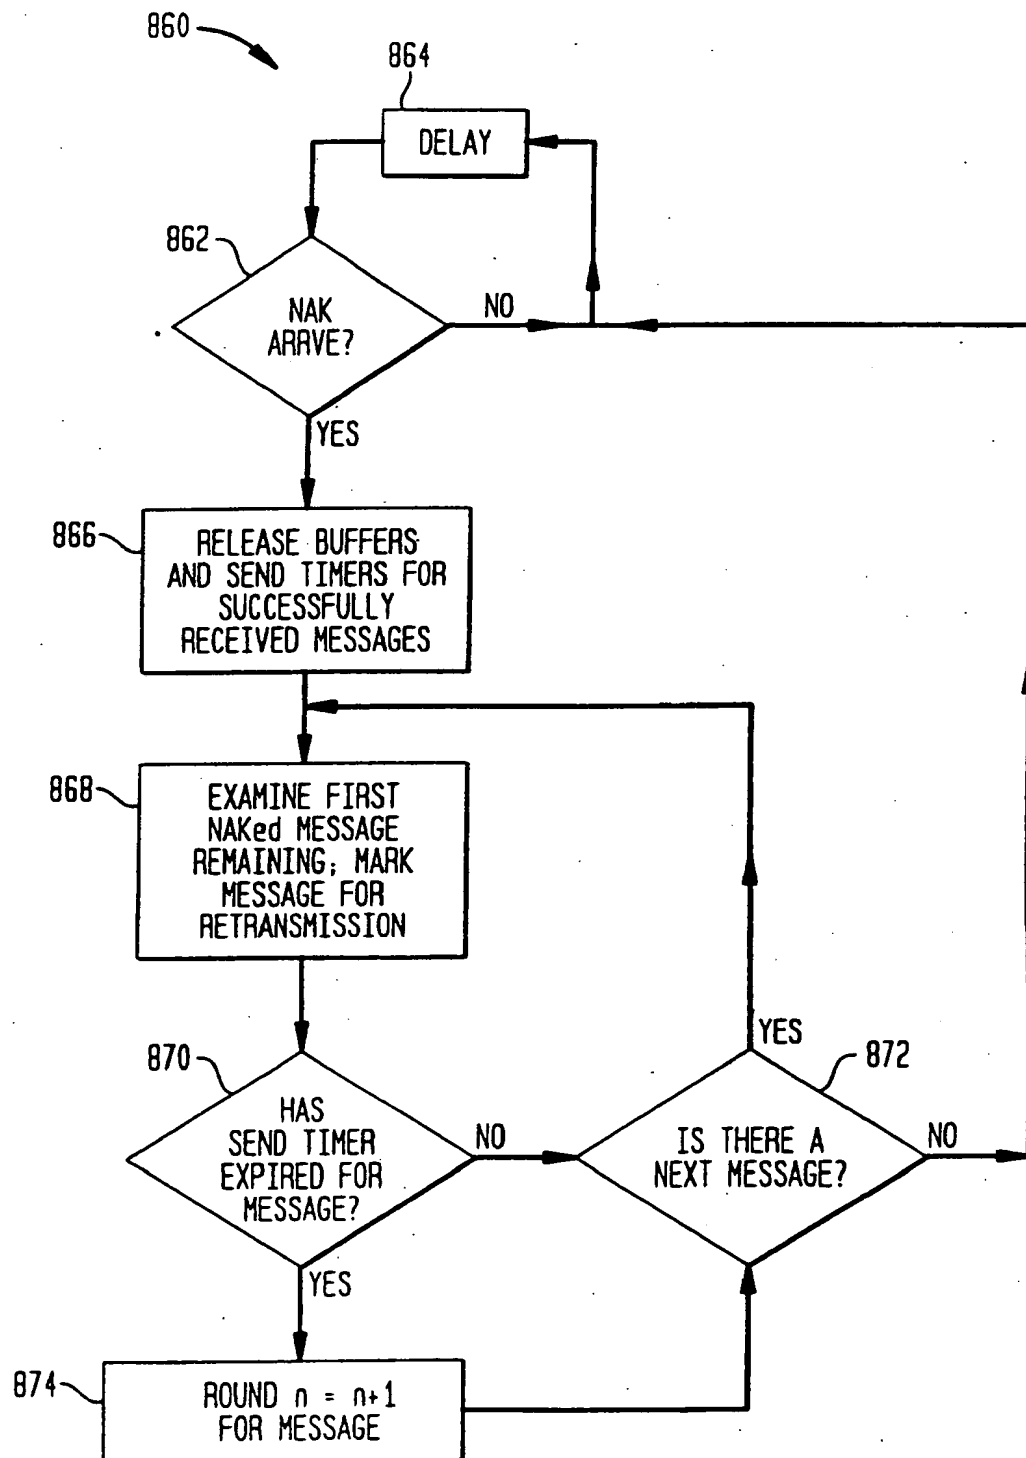 860
864
DELAY
862
NAK
ARRVE?
NO
YES
866
RELEASE BUFFERS
AND SEND TIMERS FOR
SUCCESSFULLY
RECEIVED MESSAGES
868
EXAMINE FIRST
NAKed MESSAGE
REMAINING; MARK
MESSAGE FOR
RETRANSMISSION
870
HAS
SEND TIMER
EXPIRED FOR
MESSAGE?
NO
YES
872
IS THERE A
NEXT MESSAGE?
YES
NO
874
ROUND n = n+1
FOR MESSAGE